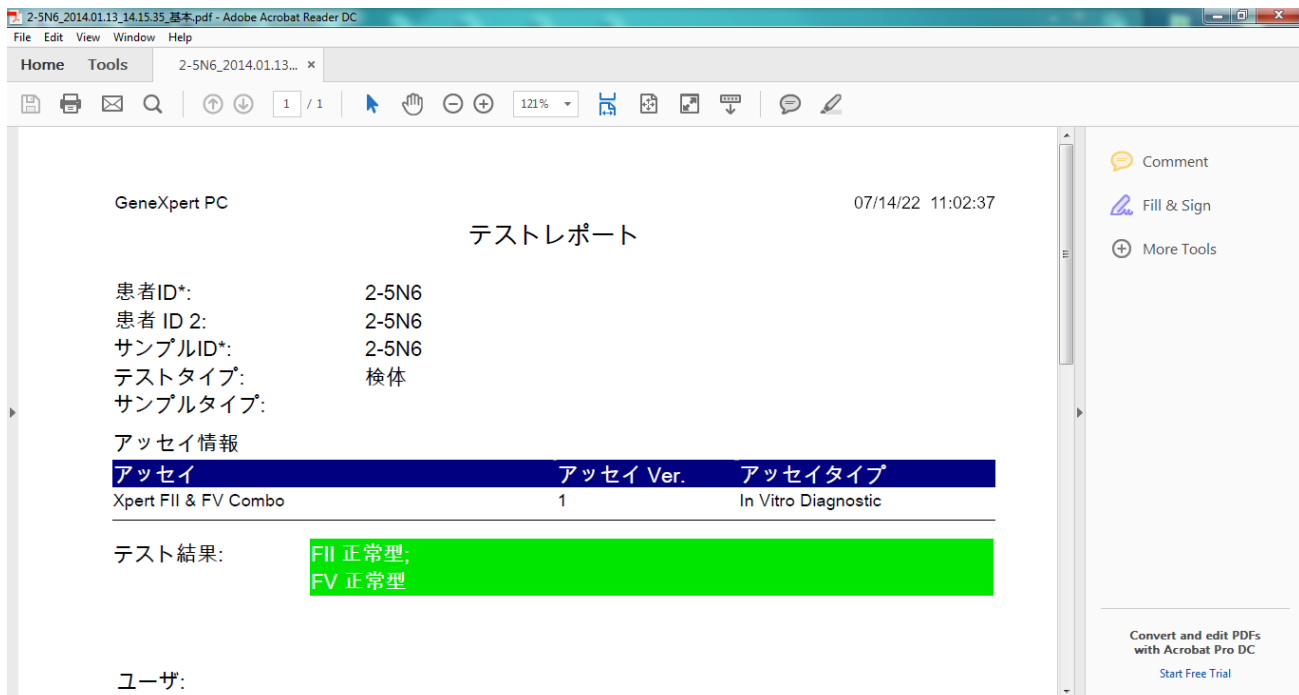 2-5N6_2014.01.13_14.15.35_基本.pdf - Adobe Acrobat Reader DC
File Edit View Window Help
Home Tools 2-5N6_2014.01.13... ×
1 / 1 121%
Comment
Fill & Sign
More Tools
GeneXpert PC 07/14/22 11:02:37
テストレポート
患者ID*: 2-5N6
患者 ID 2: 2-5N6
サンプルID*: 2-5N6
テストタイプ: 検体
サンプルタイプ:
アッセイ情報
アッセイ アッセイ Ver. アッセイタイプ
Xpert FII & FV Combo 1 In Vitro Diagnostic
テスト結果: FII 正常型;
FV 正常型
ユーザ:
Convert and edit PDFs
with Acrobat Pro DC
Start Free Trial